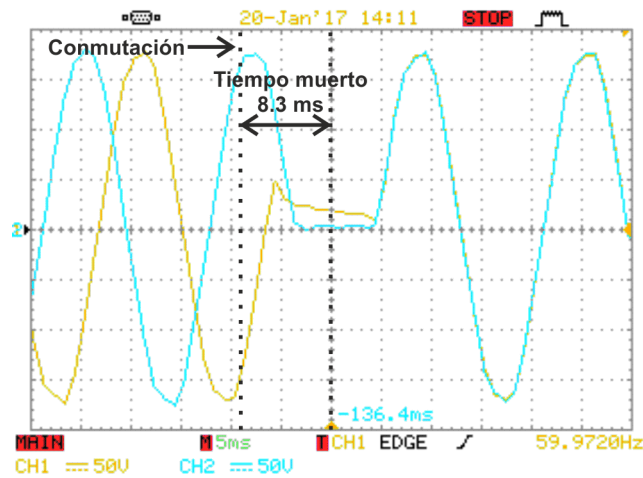 20-Jan'17 14:11 STOP
Conmutación
Tiempo muerto
8.3 ms
2
-136.4ms
MAIN M 5ms T CH1 EDGE 59.9720Hz
CH1 50V CH2 50V